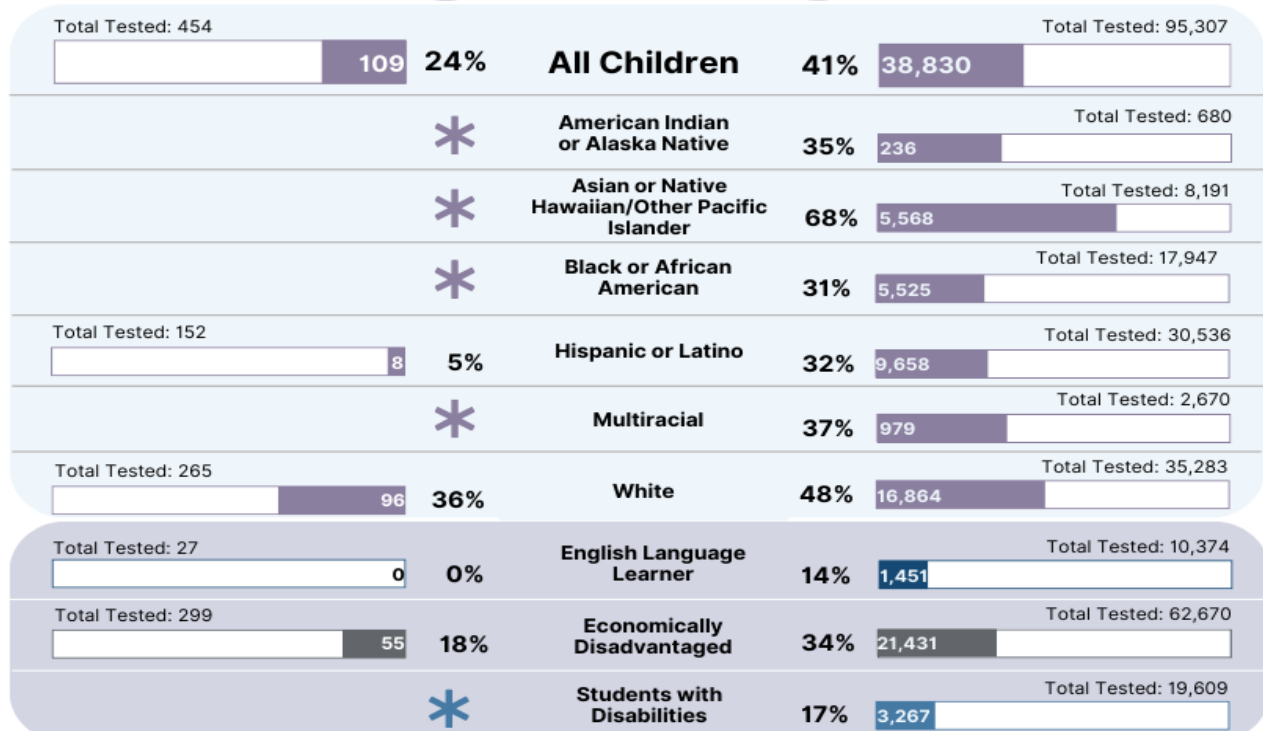 Total Tested: 454
Total Tested: 95,307
109 24% All Children 41% 38,830
Total Tested: 680
* American Indian
or Alaska Native 35% 236
Total Tested: 8,191
* Asian or Native
Hawaiian/Other Pacific
Islander 68% 5,568
Total Tested: 17,947
* Black or African
American 31% 5,525
Total Tested: 152
Total Tested: 30,536
8 5% Hispanic or Latino 32% 9,658
Total Tested: 2,670
* Multiracial 37% 979
Total Tested: 265
Total Tested: 35,283
96 36% White 48% 16,864
Total Tested: 27
Total Tested: 10,374
0 0% English Language
Learner 14% 1,451
Total Tested: 299
Total Tested: 62,670
55 18% Economically
Disadvantaged 34% 21,431
Total Tested: 19,609
* Students with
Disabilities 17% 3,267